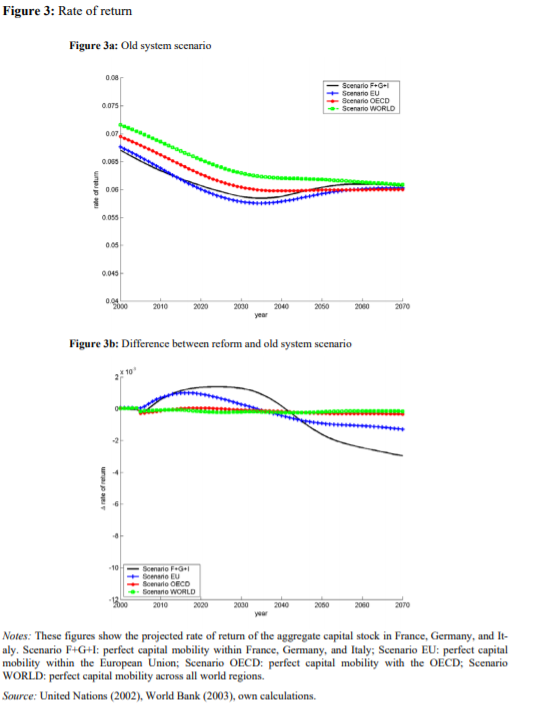 Figure 3: Rate of return
Figure 3a: Old system scenario
0.08
0.075
0.07
0.065
0.06
0.055
0.05
0.045
0.04
rate of return
Scenario F+G+I
Scenario EU
Scenario OECD
Scenario WORLD
2000 2010 2020 2030 2040 2050 2060 2070
year
Figure 3b: Difference between reform and old system scenario
x 10⁻³
2
0
-2
-4
-6
-8
-10
-12
Δ rate of return
Scenario F+G+I
Scenario EU
Scenario OECD
Scenario WORLD
2000 2010 2020 2030 2040 2050 2060 2070
year
Notes: These figures show the projected rate of return of the aggregate capital stock in France, Germany, and It-
aly. Scenario F+G+I: perfect capital mobility within France, Germany, and Italy; Scenario EU: perfect capital
mobility within the European Union; Scenario OECD: perfect capital mobility with the OECD; Scenario
WORLD: perfect capital mobility across all world regions.
Source: United Nations (2002), World Bank (2003), own calculations.